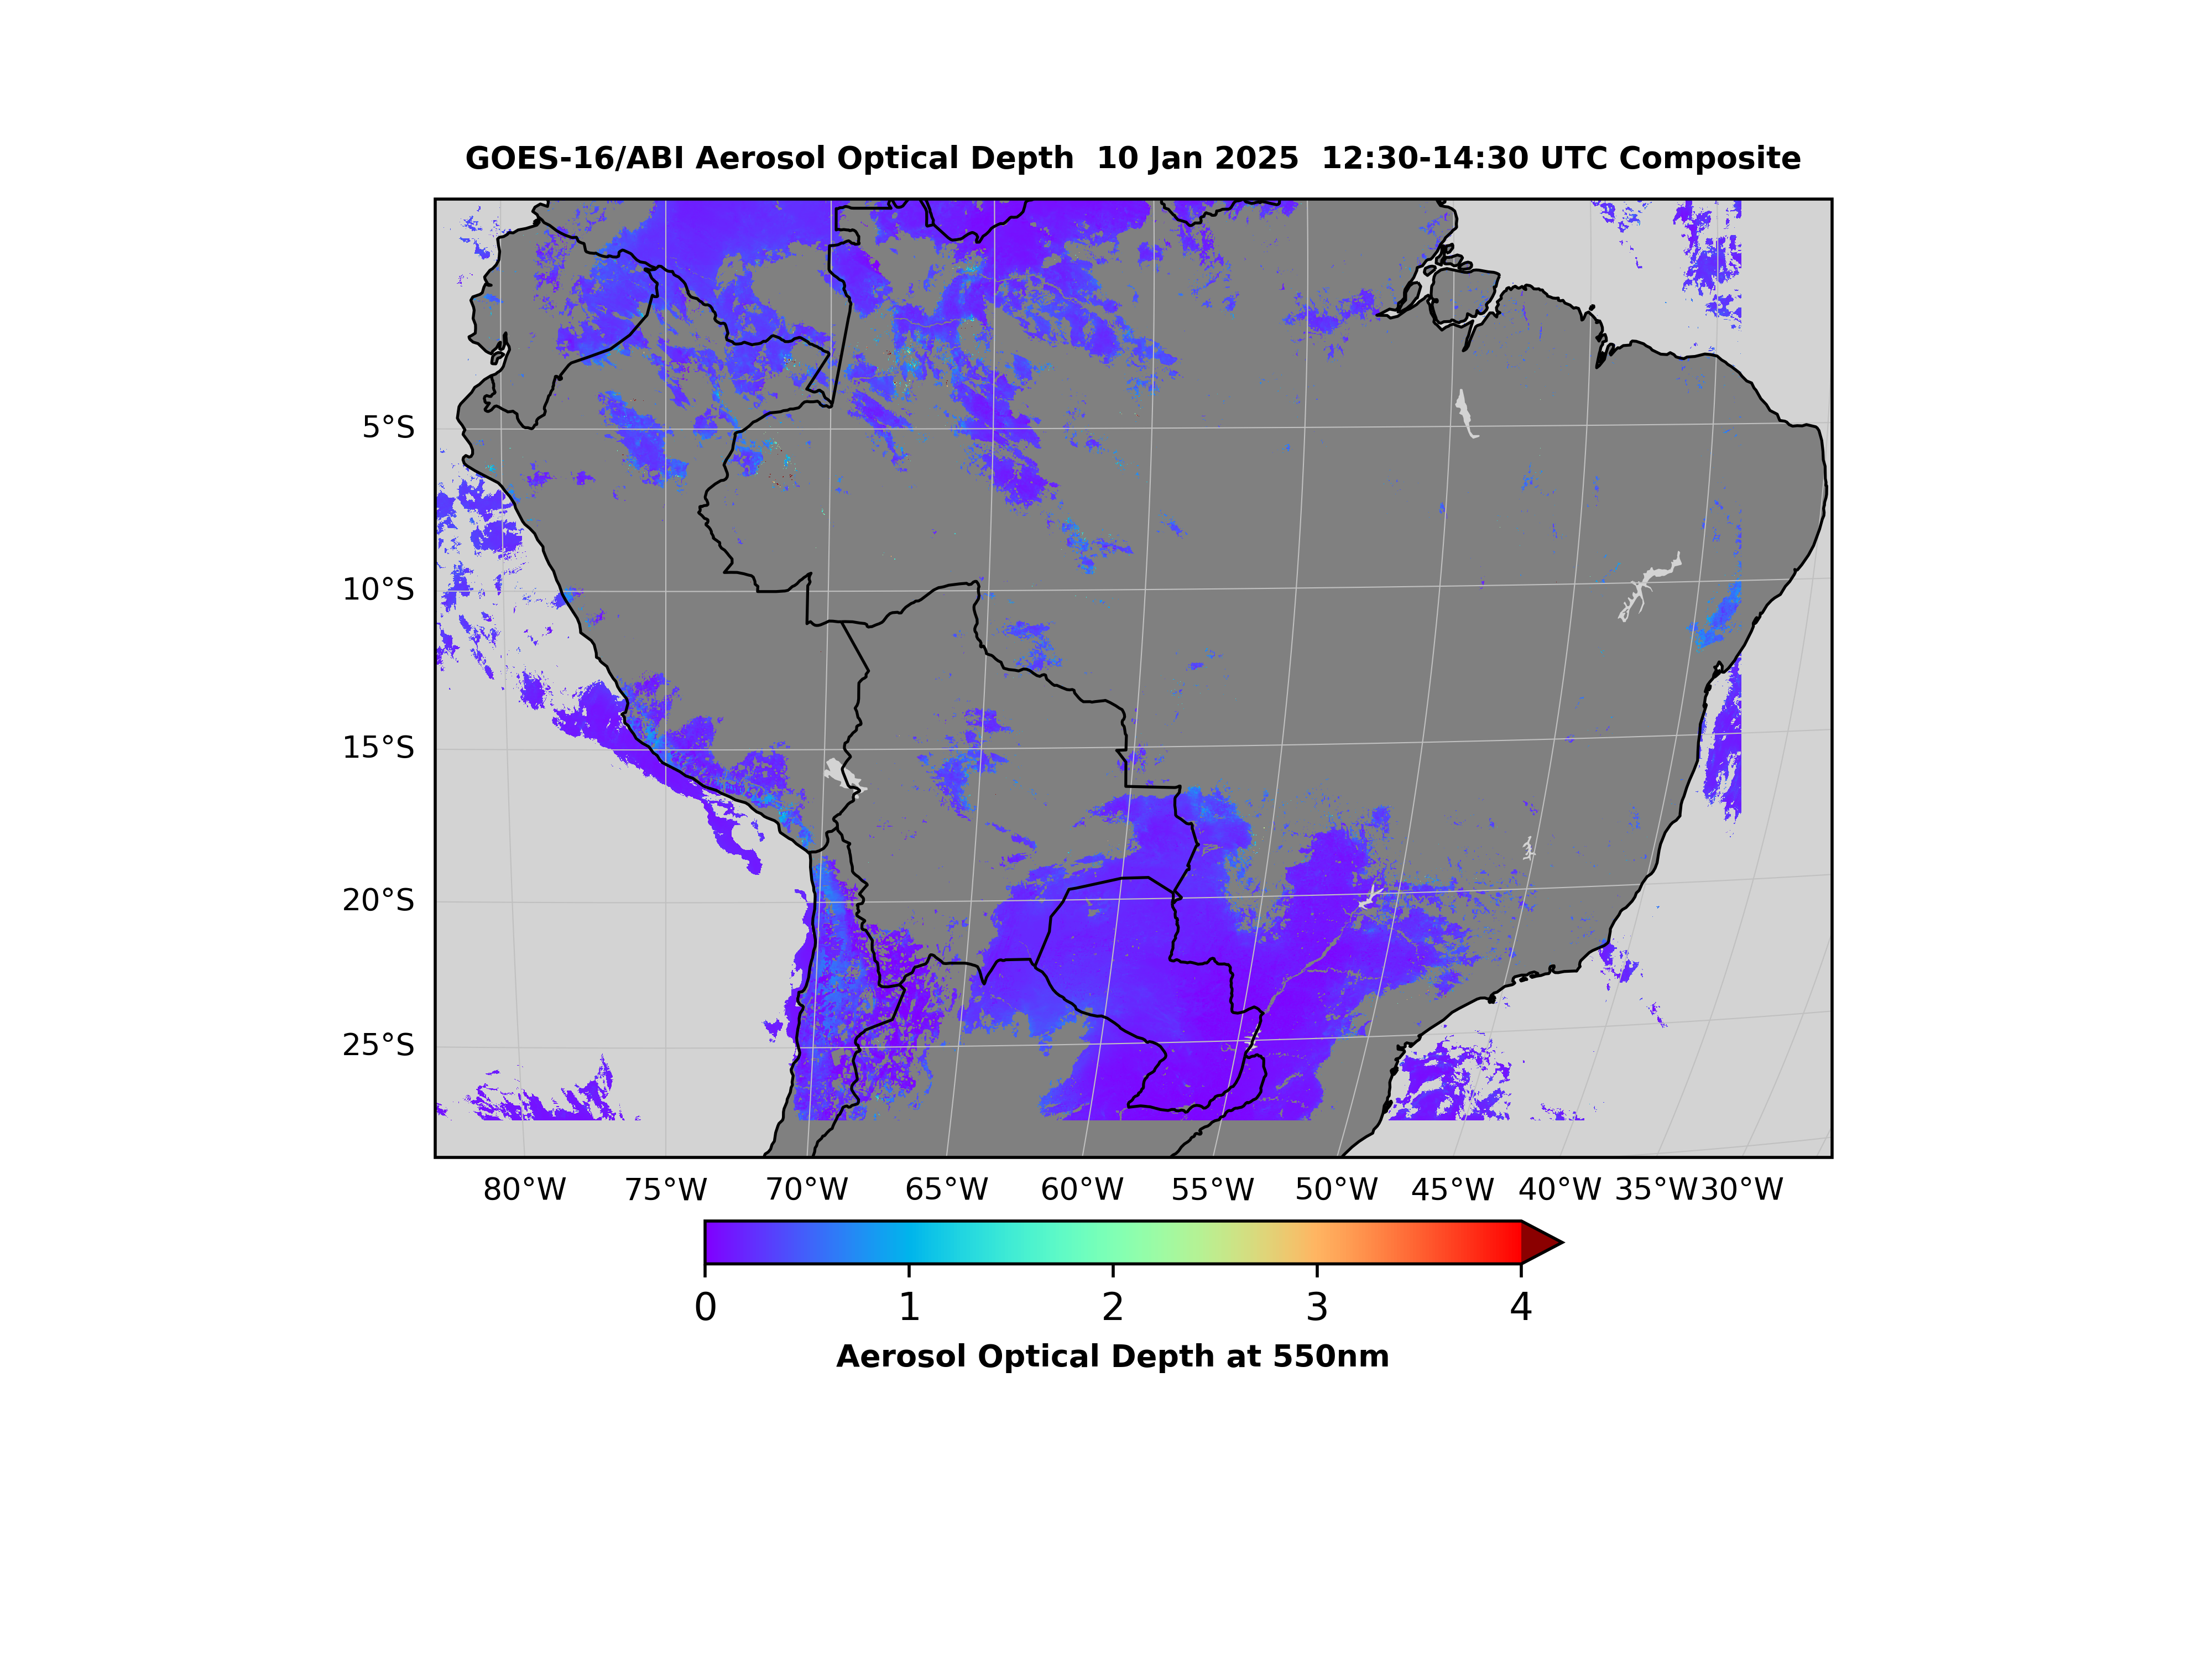 GOES-16/ABI Aerosol Optical Depth  10 Jan 2025  12:30-14:30 UTC Composite
5°S
10°S
15°S
20°S
25°S
80°W 75°W 70°W 65°W 60°W 55°W 50°W 45°W 40°W 35°W 30°W
0 1 2 3 4
Aerosol Optical Depth at 550nm